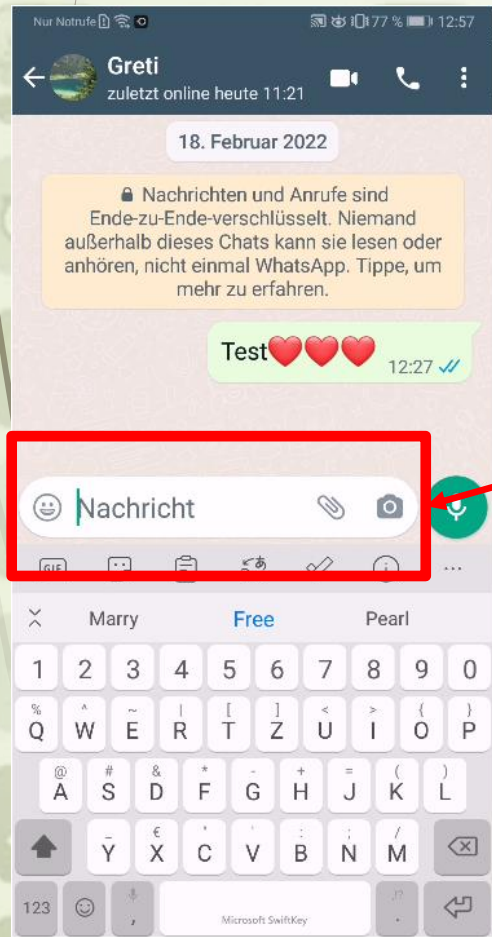 Nur Notrufe 77 % 12:57
Greti
zuletzt online heute 11:21
18. Februar 2022
Nachrichten und Anrufe sind
Ende-zu-Ende-verschlüsselt. Niemand
außerhalb dieses Chats kann sie lesen oder
anhören, nicht einmal WhatsApp. Tippe, um
mehr zu erfahren.
Test❤❤❤ 12:27
Nachricht
GIF
Marry Free Pearl
1 2 3 4 5 6 7 8 9 0
% ^ ~ | [ ] < > { }
Q W E R T Z U I O P
@ # & * - + = ( )
A S D F G H J K L
_ € " ' : ; /
Y X C V B N M
123 , Microsoft SwiftKey .